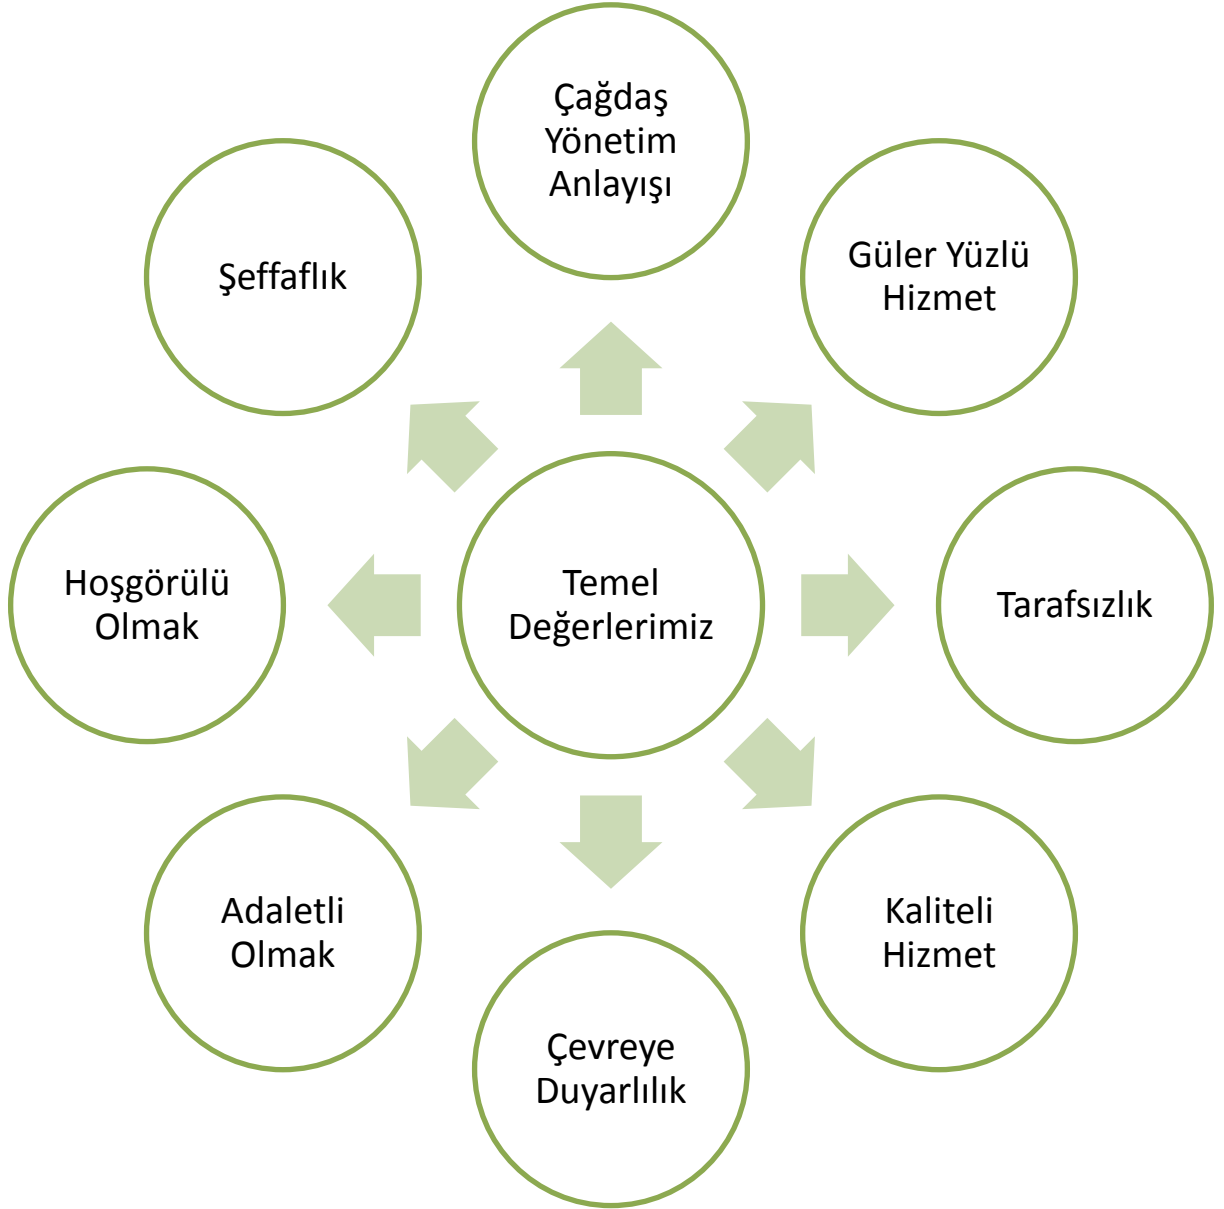 Çağdaş
Yönetim
Anlayışı
Güler Yüzlü
Hizmet
Tarafsızlık
Kaliteli
Hizmet
Çevreye
Duyarlılık
Adaletli
Olmak
Hoşgörülü
Olmak
Şeffaflık
Temel
Değerlerimiz